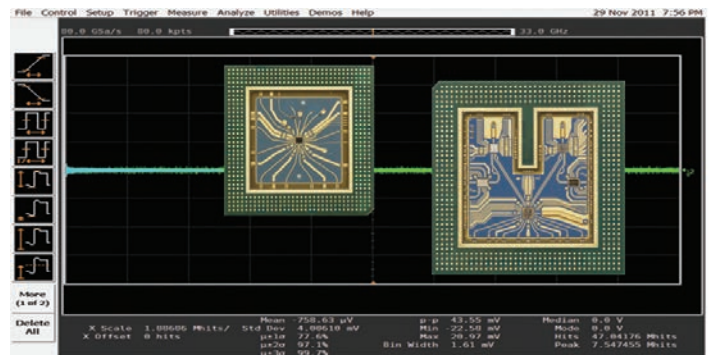 File Control Setup Trigger Measure Analyze Utilities Demos Help 29 Nov 2011 7:56 PM
80.0 GSa/s 80.0 kpts 33.0 GHz
More
(1 of 2)
Delete
All
Mean -758.63 µV p-p 43.55 mV Median 0.0 V
X Scale 1.88686 Mhits/ Std Dev 4.00610 mV Min -22.58 mV Mode 0.0 V
X Offset 0 hits µ±1σ 77.6% Max 20.97 mV Hits 47.04176 Mhits
µ±2σ 97.1% Bin Width 1.61 mV Peak 7.547455 Mhits
µ±3σ 99.7%